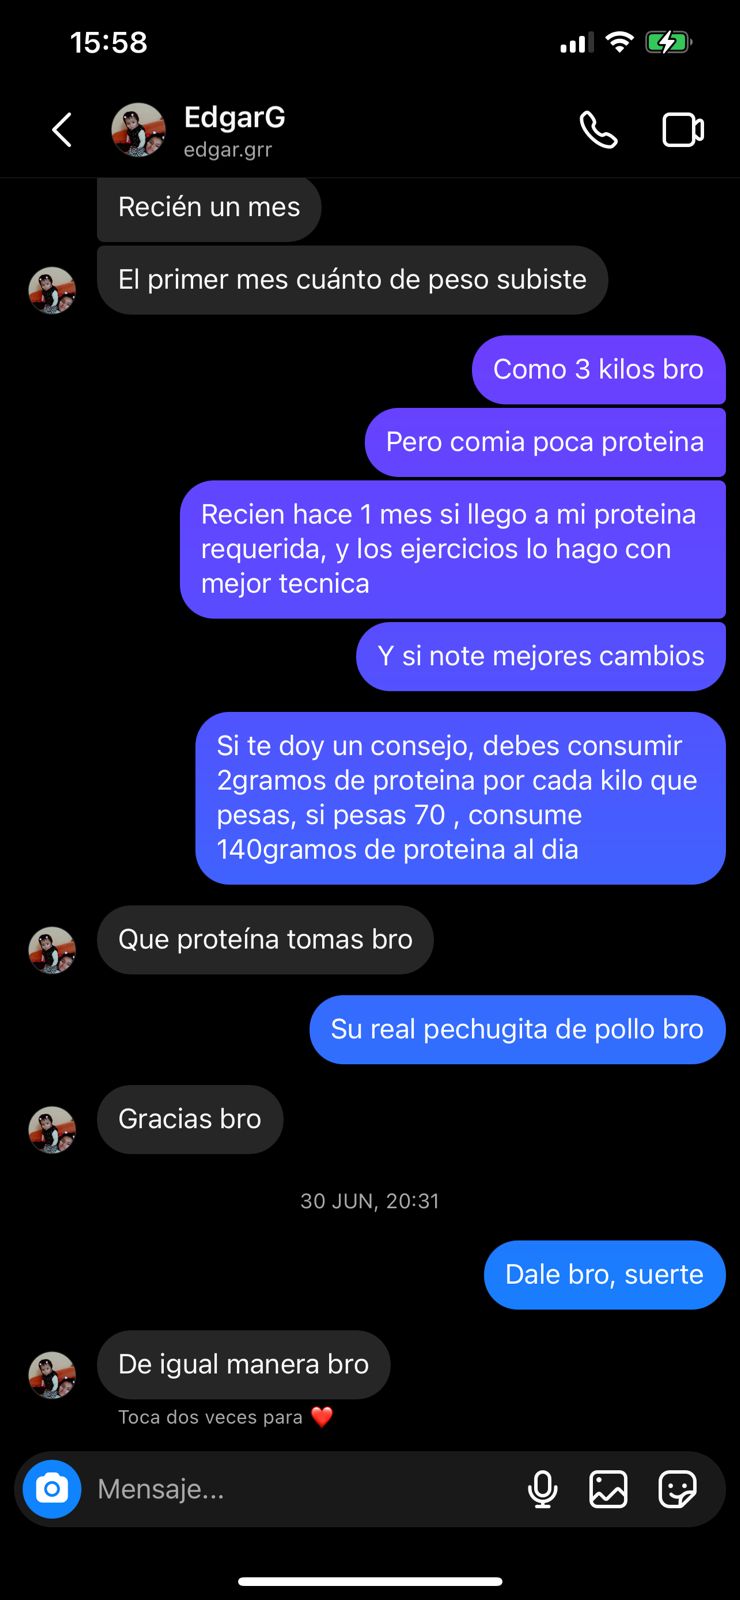 15:58
EdgarG
edgar.grr
Recién un mes
El primer mes cuánto de peso subiste
Como 3 kilos bro
Pero comia poca proteina
Recien hace 1 mes si llego a mi proteina
requerida, y los ejercicios lo hago con
mejor tecnica
Y si note mejores cambios
Si te doy un consejo, debes consumir
2gramos de proteina por cada kilo que
pesas, si pesas 70 , consume
140gramos de proteina al dia
Que proteína tomas bro
Su real pechugita de pollo bro
Gracias bro
30 JUN, 20:31
Dale bro, suerte
De igual manera bro
Toca dos veces para ❤️
Mensaje...